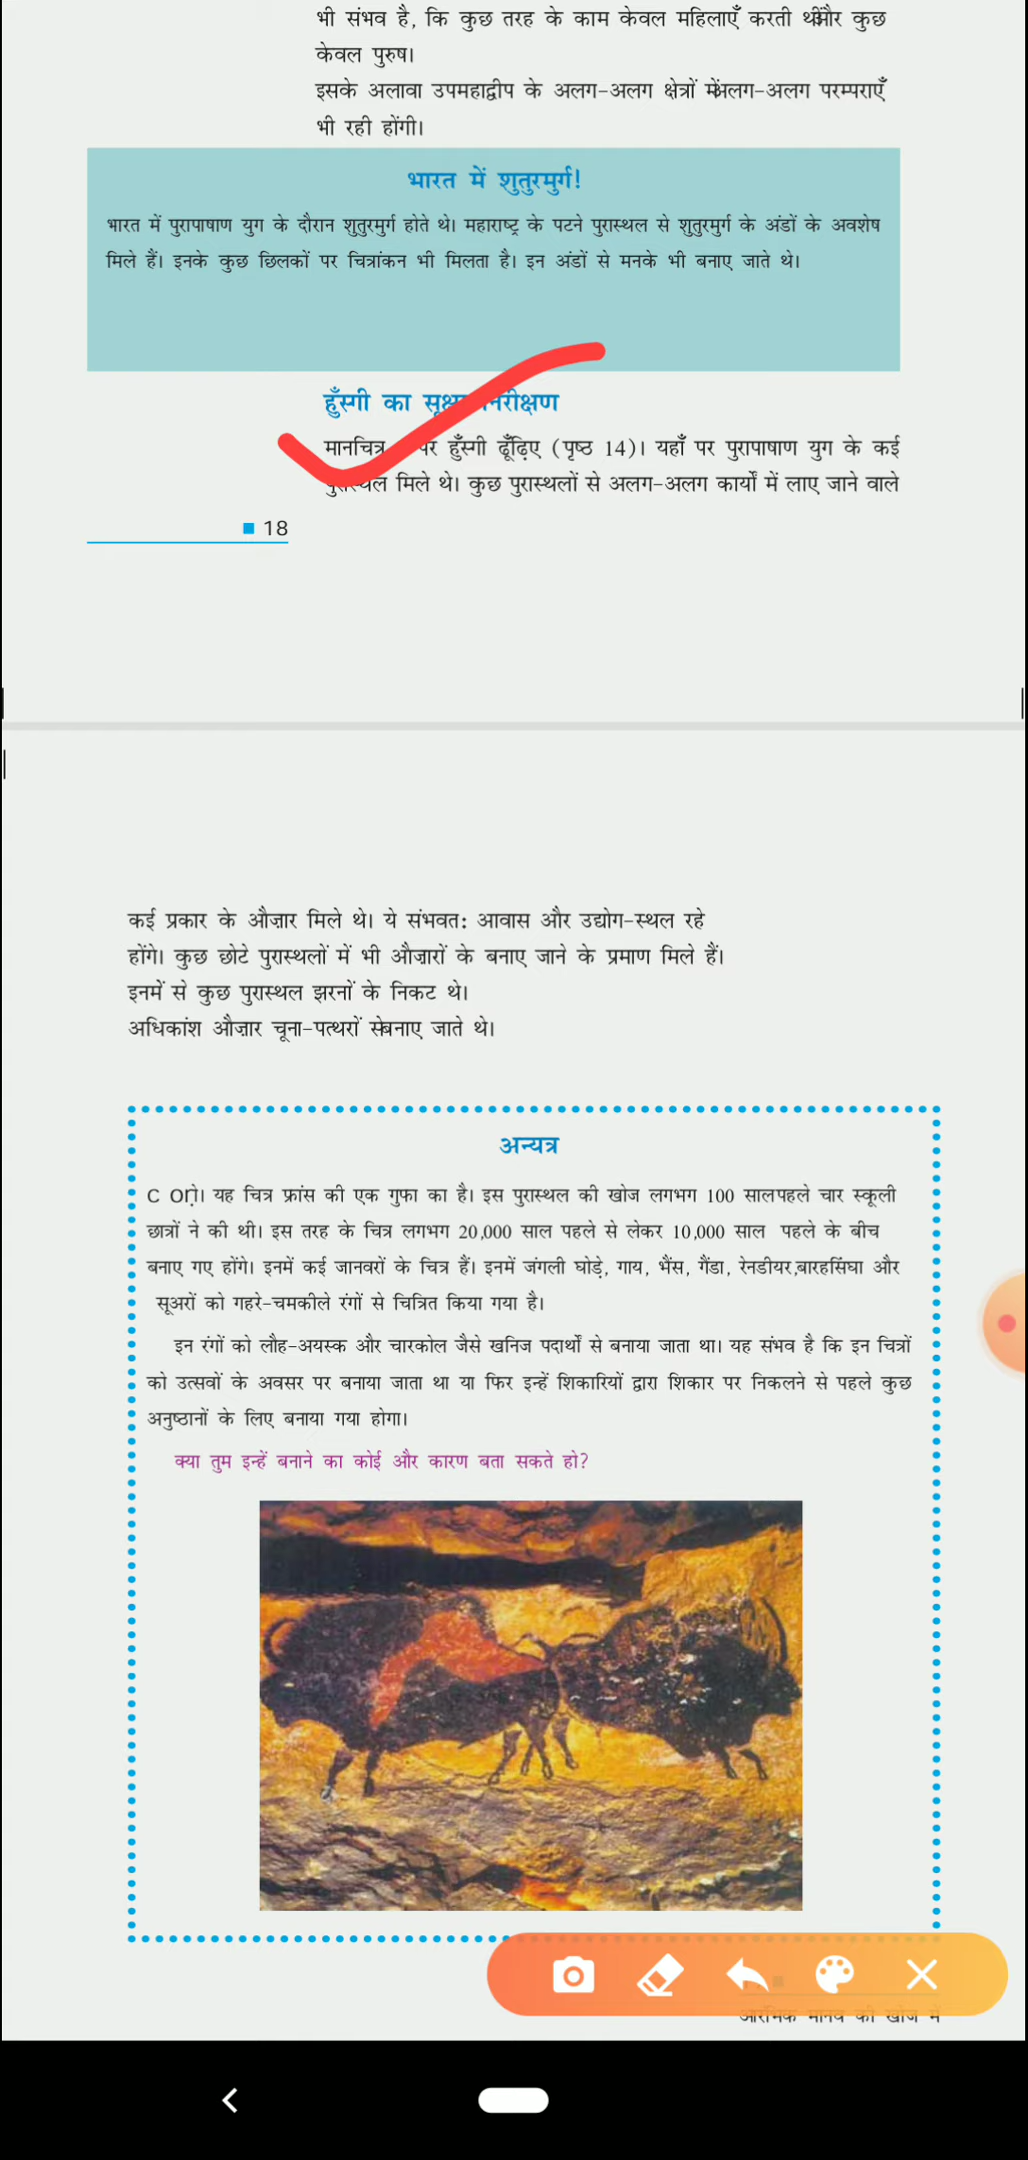 भी संभव है, कि कुछ तरह के काम केवल महिलाएँ करती थीं और कुछ
केवल पुरुष।
इसके अलावा उपमहाद्वीप के अलग-अलग क्षेत्रों में अलग-अलग परम्पराएँ
भी रही होंगी।
भारत में शुतुरमुर्ग!
भारत में पुरापाषाण युग के दौरान शुतुरमुर्ग होते थे। महाराष्ट्र के पटने पुरास्थल से शुतुरमुर्ग के अंडों के अवशेष
मिले हैं। इनके कुछ छिलकों पर चित्रांकन भी मिलता है। इन अंडों से मनके भी बनाए जाते थे।
हुँस्गी का सूक्ष्म-निरीक्षण
मानचित्र पर हुँस्गी ढूँढ़िए (पृष्ठ 14)। यहाँ पर पुरापाषाण युग के कई
पुरास्थल मिले थे। कुछ पुरास्थलों से अलग-अलग कार्यों में लाए जाने वाले
18
कई प्रकार के औज़ार मिले थे। ये संभवत: आवास और उद्योग-स्थल रहे
होंगे। कुछ छोटे पुरास्थलों में भी औज़ारों के बनाए जाने के प्रमाण मिले हैं।
इनमें से कुछ पुरास्थल झरनों के निकट थे।
अधिकांश औज़ार चूना-पत्थरों से बनाए जाते थे।
अन्यत्र
यह चित्र फ्रांस की एक गुफा का है। इस पुरास्थल की खोज लगभग 100 साल पहले चार स्कूली
छात्रों ने की थी। इस तरह के चित्र लगभग 20,000 साल पहले से लेकर 10,000 साल पहले के बीच
बनाए गए होंगे। इनमें कई जानवरों के चित्र हैं। इनमें जंगली घोड़े, गाय, भैंस, गैंडा, रेनडीयर,बारहसिंघा और
सूअरों को गहरे-चमकीले रंगों से चित्रित किया गया है।
इन रंगों को लौह-अयस्क और चारकोल जैसे खनिज पदार्थों से बनाया जाता था। यह संभव है कि इन चित्रों
को उत्सवों के अवसर पर बनाया जाता था या फिर इन्हें शिकारियों द्वारा शिकार पर निकलने से पहले कुछ
अनुष्ठानों के लिए बनाया गया होगा।
क्या तुम इन्हें बनाने का कोई और कारण बता सकते हो?
आरंभिक मानव की खोज में